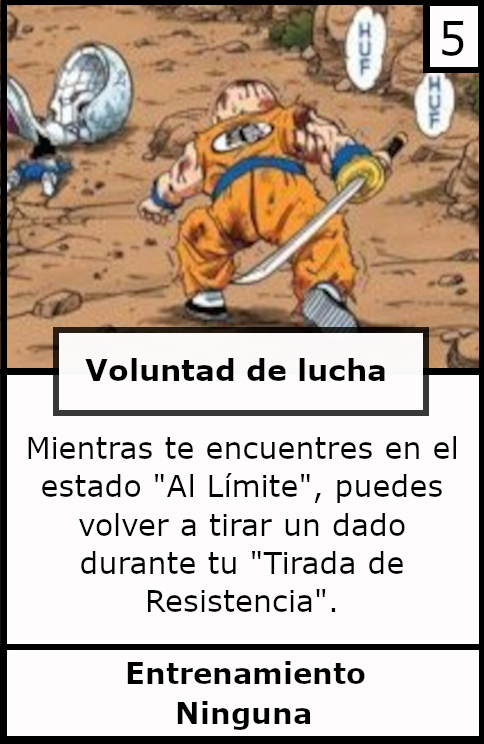 5
HUF
HUF
Voluntad de lucha
Mientras te encuentres en el
estado "Al Límite", puedes
volver a tirar un dado
durante tu "Tirada de
Resistencia".
Entrenamiento
Ninguna